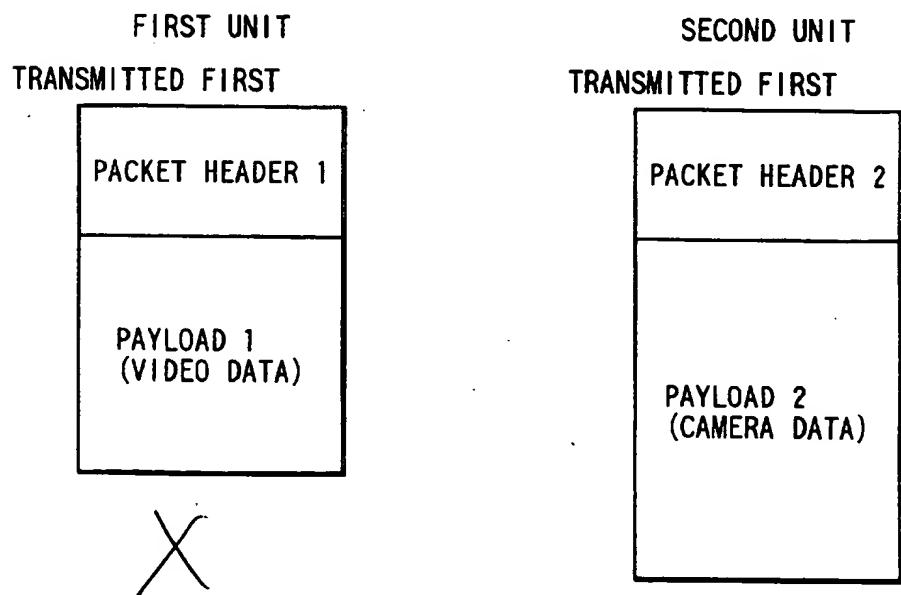 FIRST UNIT
TRANSMITTED FIRST
PACKET HEADER 1
PAYLOAD 1
(VIDEO DATA)
X
SECOND UNIT
TRANSMITTED FIRST
PACKET HEADER 2
PAYLOAD 2
(CAMERA DATA)